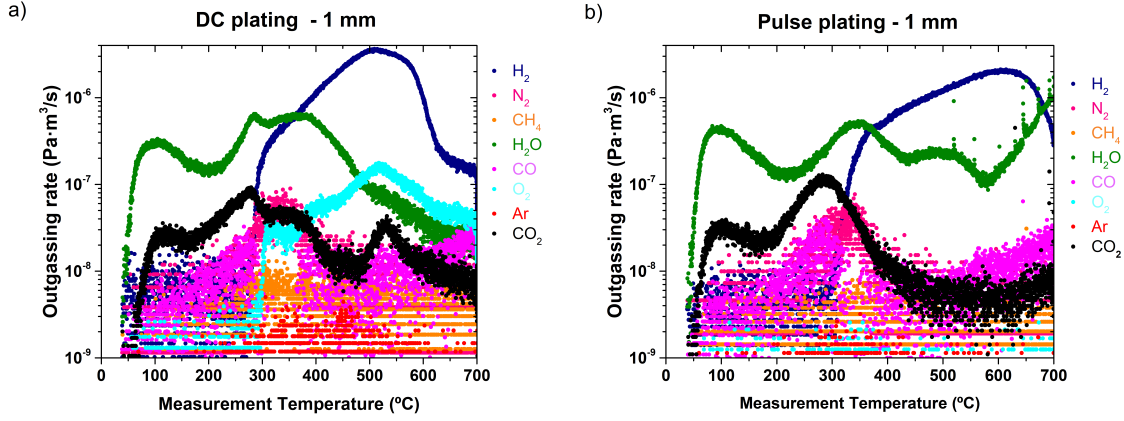 a)
DC plating - 1 mm
Outgassing rate (Pa·m³/s)
10⁻⁶
10⁻⁷
10⁻⁸
10⁻⁹
0 100 200 300 400 500 600 700
Measurement Temperature (ºC)
H₂
N₂
CH₄
H₂O
CO
O₂
Ar
CO₂
b)
Pulse plating - 1 mm
Outgassing rate (Pa·m³/s)
10⁻⁶
10⁻⁷
10⁻⁸
10⁻⁹
0 100 200 300 400 500 600 700
Measurement Temperature (ºC)
H₂
N₂
CH₄
H₂O
CO
O₂
Ar
CO₂